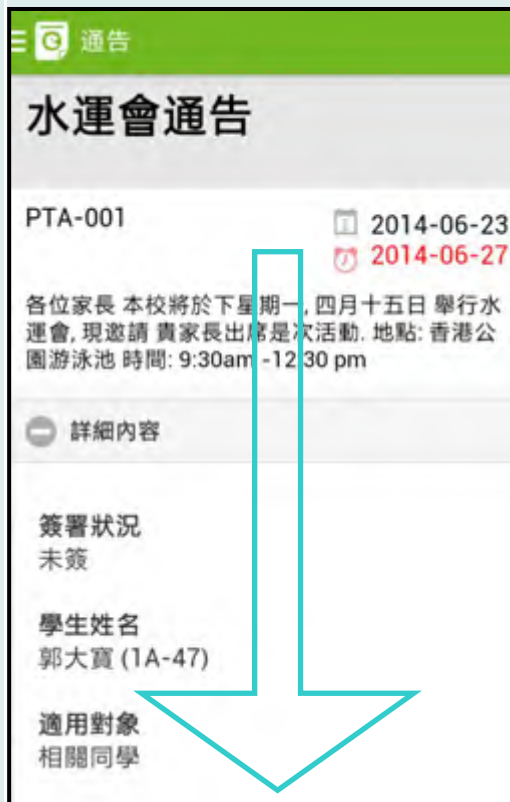 通告
水運會通告
PTA-001
2014-06-23
2014-06-27
各位家長 本校將於下星期一, 四月十五日 舉行水
運會, 現邀請 貴家長出席是次活動. 地點: 香港公
園游泳池 時間: 9:30am -12:30 pm
詳細內容
簽署狀況
未簽
學生姓名
郭大寶 (1A-47)
適用對象
相關同學